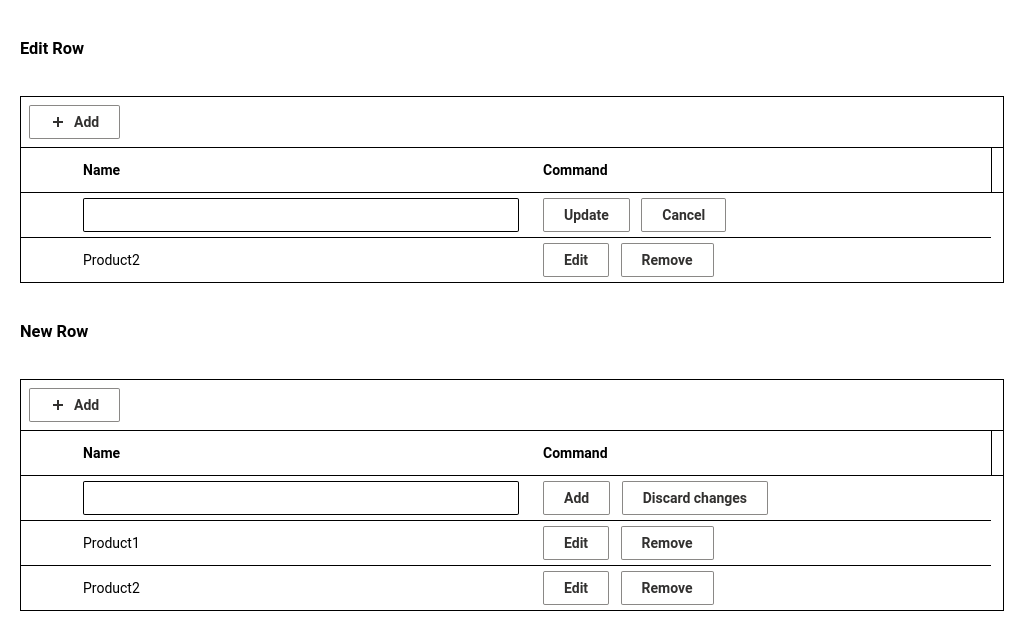 Edit Row
+ Add
Name Command
Update Cancel
Product2 Edit Remove
New Row
+ Add
Name Command
Add Discard changes
Product1 Edit Remove
Product2 Edit Remove